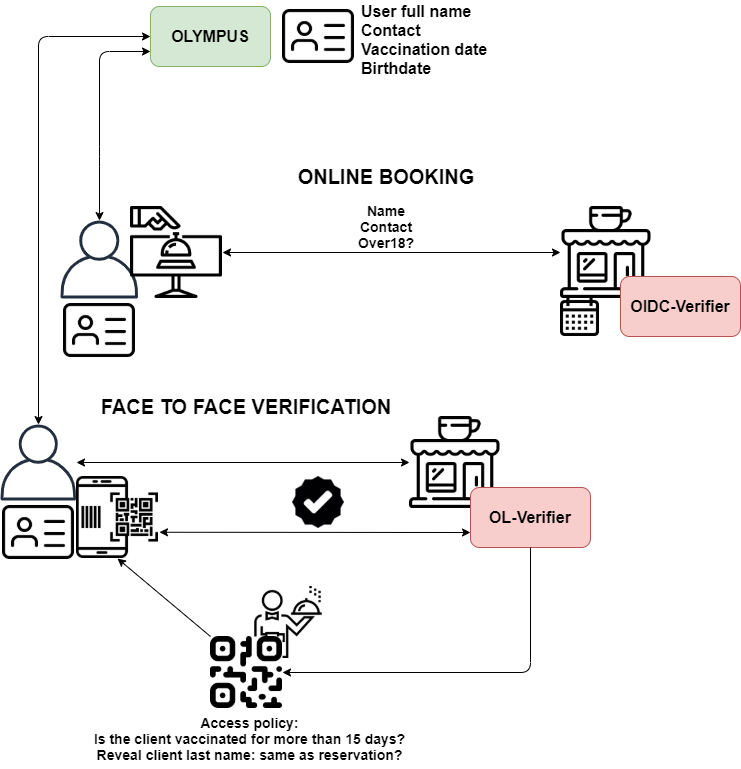 OLYMPUS
User full name
Contact
Vaccination date
Birthdate
ONLINE BOOKING
Name
Contact
Over18?
OIDC-Verifier
FACE TO FACE VERIFICATION
OL-Verifier
Access policy:
Is the client vaccinated for more than 15 days?
Reveal client last name: same as reservation?